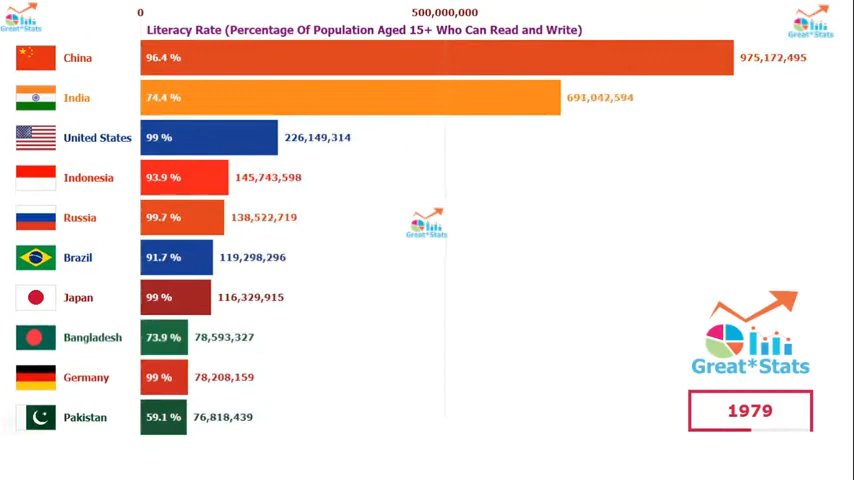 0 500,000,000
Great*Stats
Literacy Rate (Percentage Of Population Aged 15+ Who Can Read and Write)
Great*Stats
China 96.4 % 975,172,495
India 74.4 % 691,042,594
United States 99 % 226,149,314
Indonesia 93.9 % 145,743,598
Russia 99.7 % 138,522,719
Great*Stats
Brazil 91.7 % 119,298,296
Japan 99 % 116,329,915
Bangladesh 73.9 % 78,593,327
Germany 99 % 78,208,159
Pakistan 59.1 % 76,818,439
Great*Stats
1979